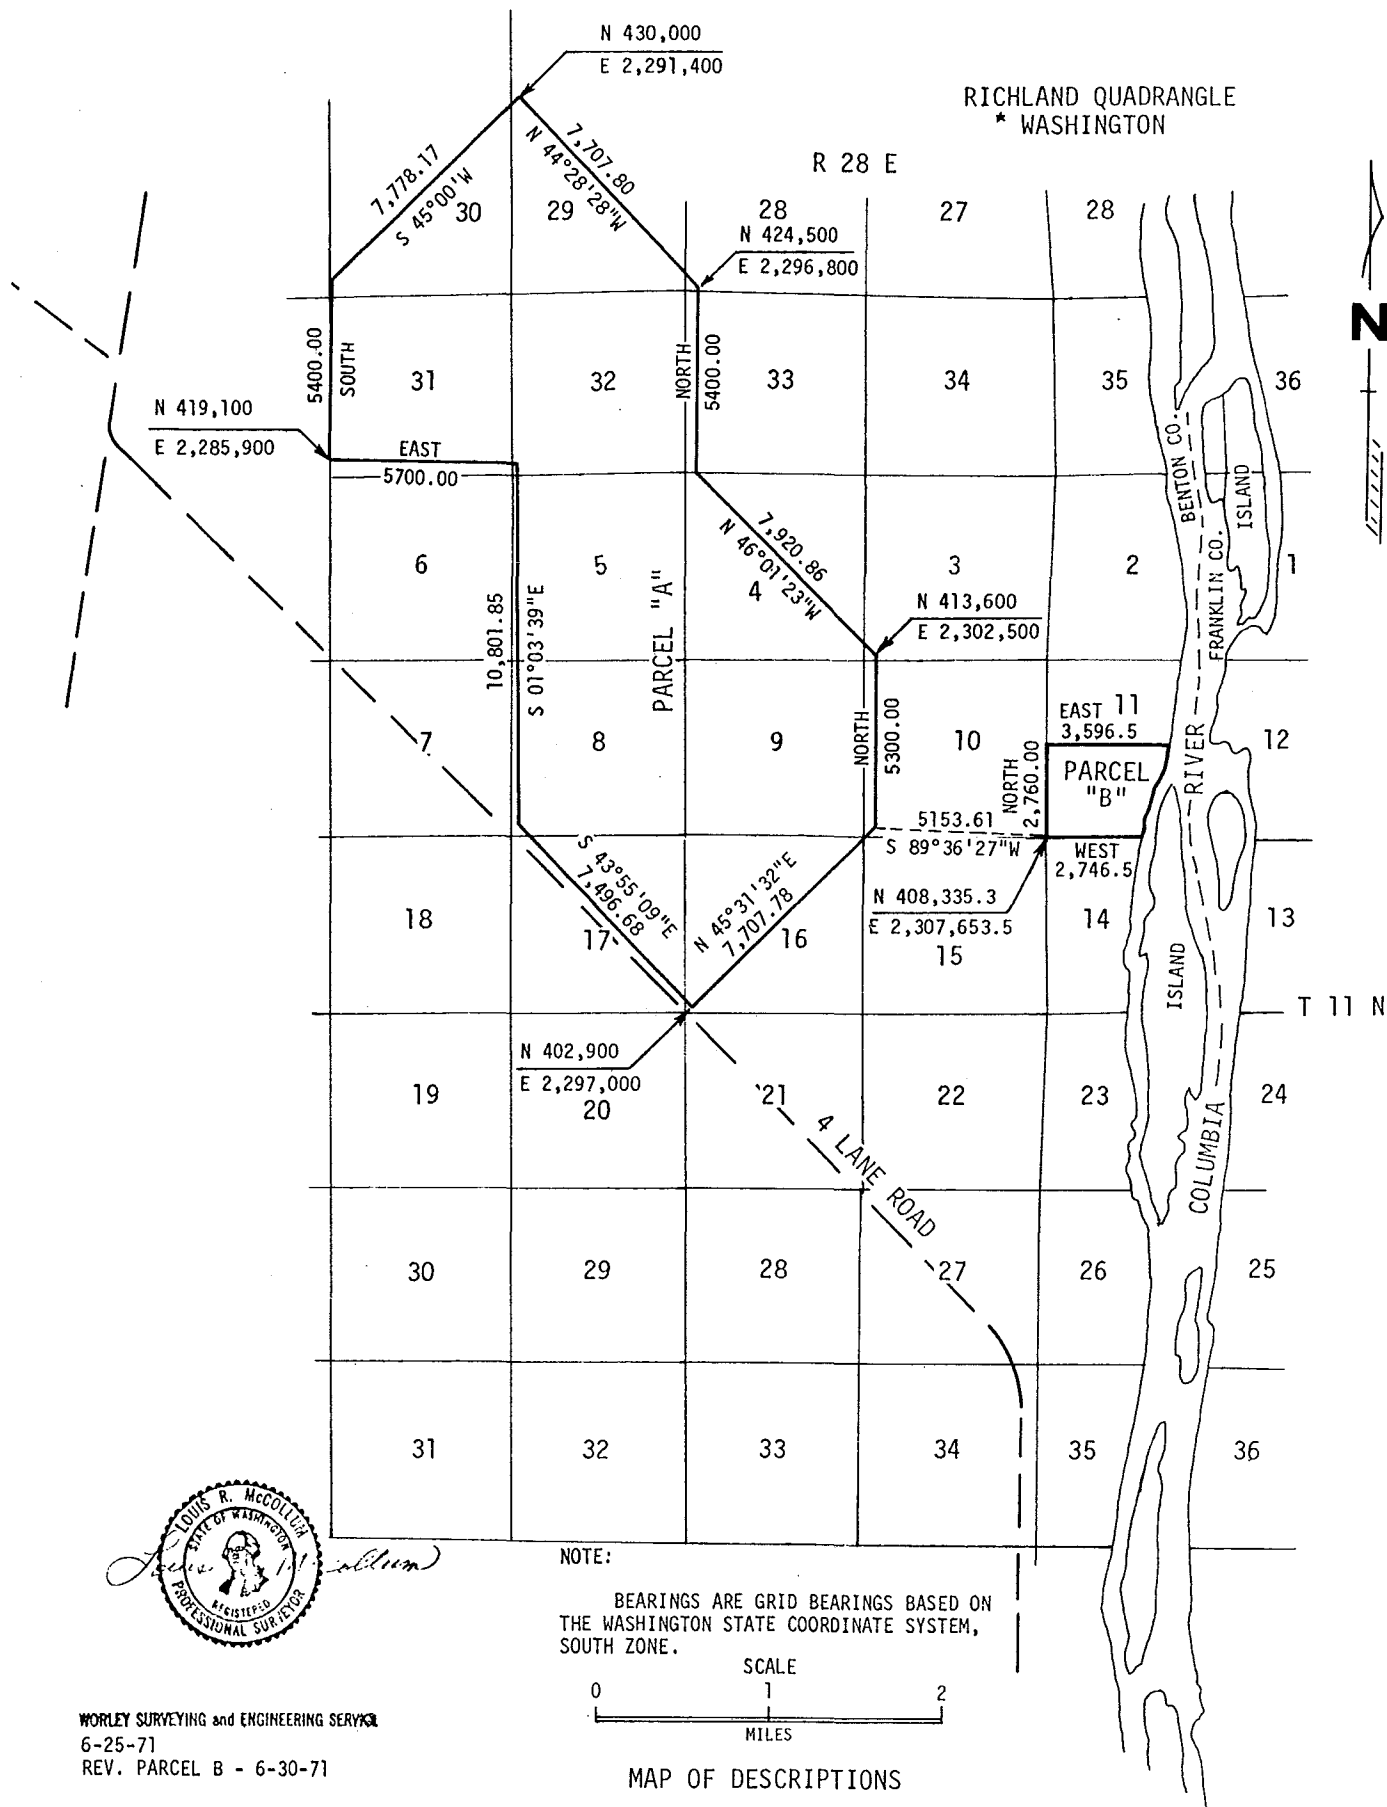 N 430,000
E 2,291,400
RICHLAND QUADRANGLE
* WASHINGTON
R 28 E
7,778.17
S 45°00'W
7,707.80
N 44°28'28"W
30
29
28
27
28
N 424,500
E 2,296,800
N
5400.00
SOUTH
31
32
NORTH
5400.00
33
34
35
36
N 419,100
E 2,285,900
EAST
5700.00
BENTON CO.
ISLAND
FRANKLIN CO.
7,920.86
N 46°01'23"W
6
5
4
3
2
1
10,801.85
S 01°03'39"E
PARCEL "A"
N 413,600
E 2,302,500
7
8
9
NORTH
5300.00
10
EAST 11
3,596.5
12
NORTH
2,760.00
PARCEL
"B"
RIVER
5153.61
S 89°36'27"W
WEST
2,746.5
S 43°55'09"E
7,496.68
N 45°31'32"E
7,707.78
N 408,335.3
E 2,307,653.5
18
17
16
15
14
13
ISLAND
T 11 N
N 402,900
E 2,297,000
19
20
21
22
23
24
4 LANE ROAD
COLUMBIA
30
29
28
27
26
25
31
32
33
34
35
36
LOUIS R. McCOLLUM
STATE OF WASHINGTON
REGISTERED
PROFESSIONAL SURVEYOR
NOTE:
BEARINGS ARE GRID BEARINGS BASED ON
THE WASHINGTON STATE COORDINATE SYSTEM,
SOUTH ZONE.
SCALE
0 1 2
MILES
WORLEY SURVEYING and ENGINEERING SERVICE
6-25-71
REV. PARCEL B - 6-30-71
MAP OF DESCRIPTIONS